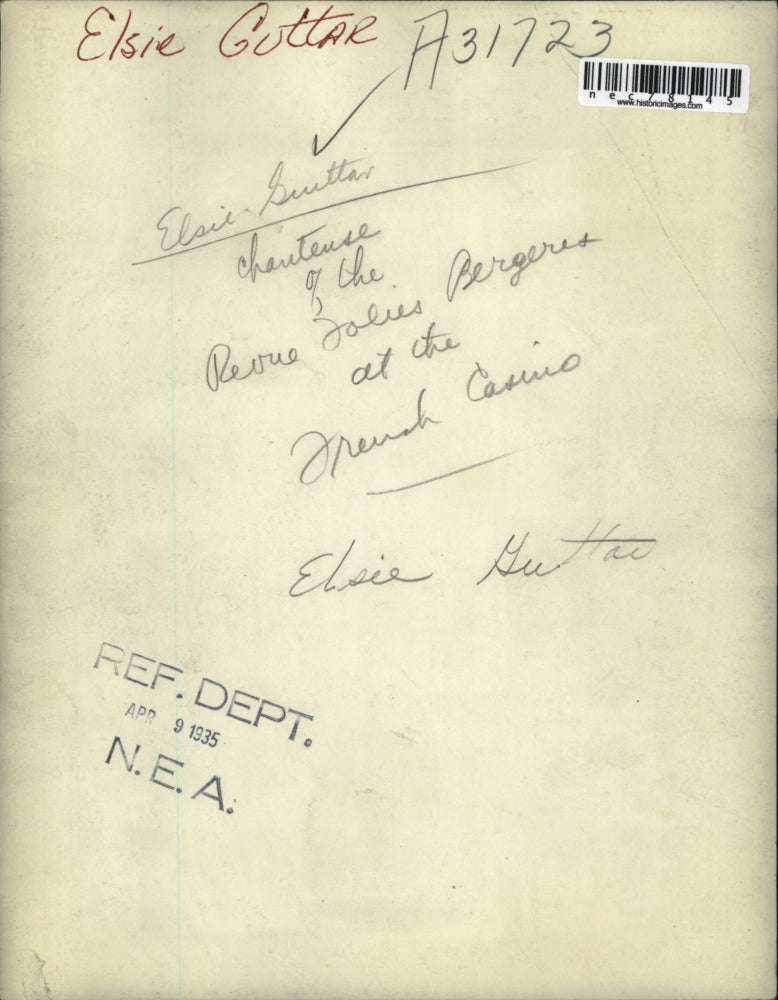 Elsie GuttAR A31723
nec78145
www.historicimages.com
Elsie Guttar
chanteuse
of the
Revue Folies Bergeres
at the
French Casino
Elsie Guttar
REF. DEPT.
APR 9 1935
N.E.A.